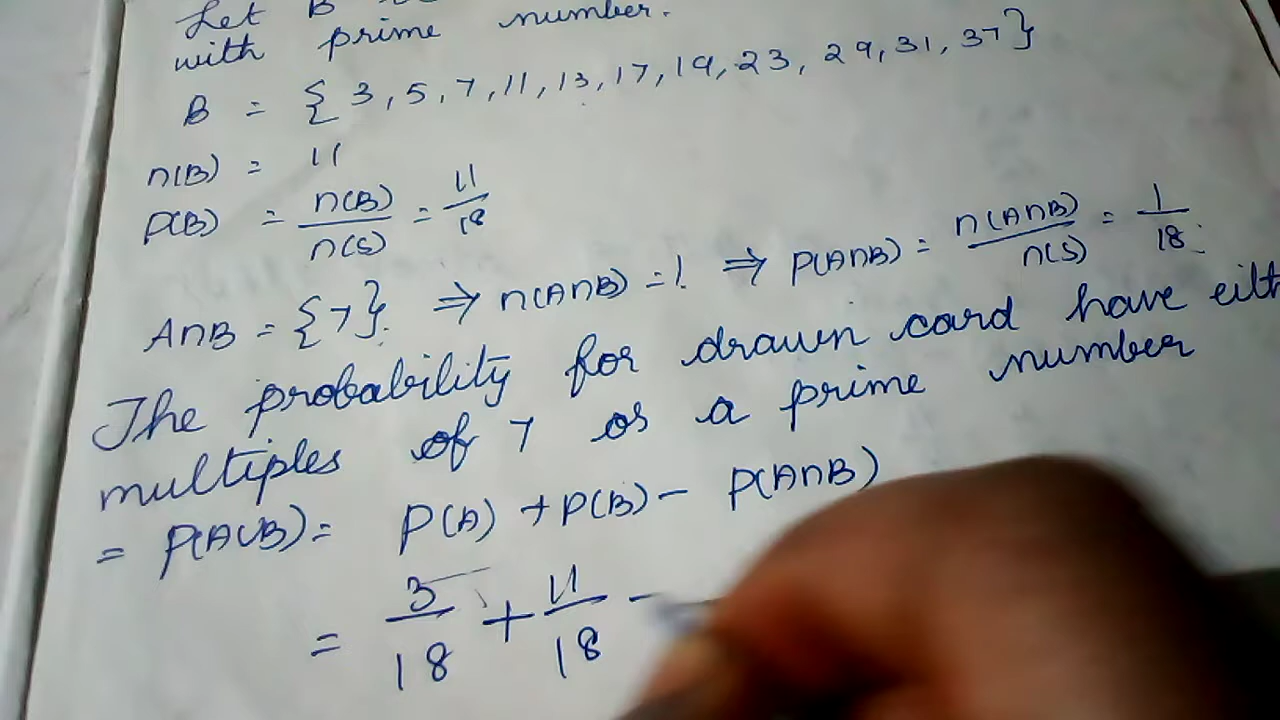 Let B
with prime number.
B = { 3, 5, 7, 11, 13, 17, 19, 23, 29, 31, 37 }
n(B) = 11
P(B) = n(B)/n(S) = 11/18
A∩B = {7}. ⇒ n(A∩B) = 1 ⇒ P(A∩B) = n(A∩B)/n(S) = 1/18.
The probability for drawn card have eith
multiples of 7 or a prime number
= P(A∪B) = P(A) + P(B) - P(A∩B)
= 3/18 + 11/18 -